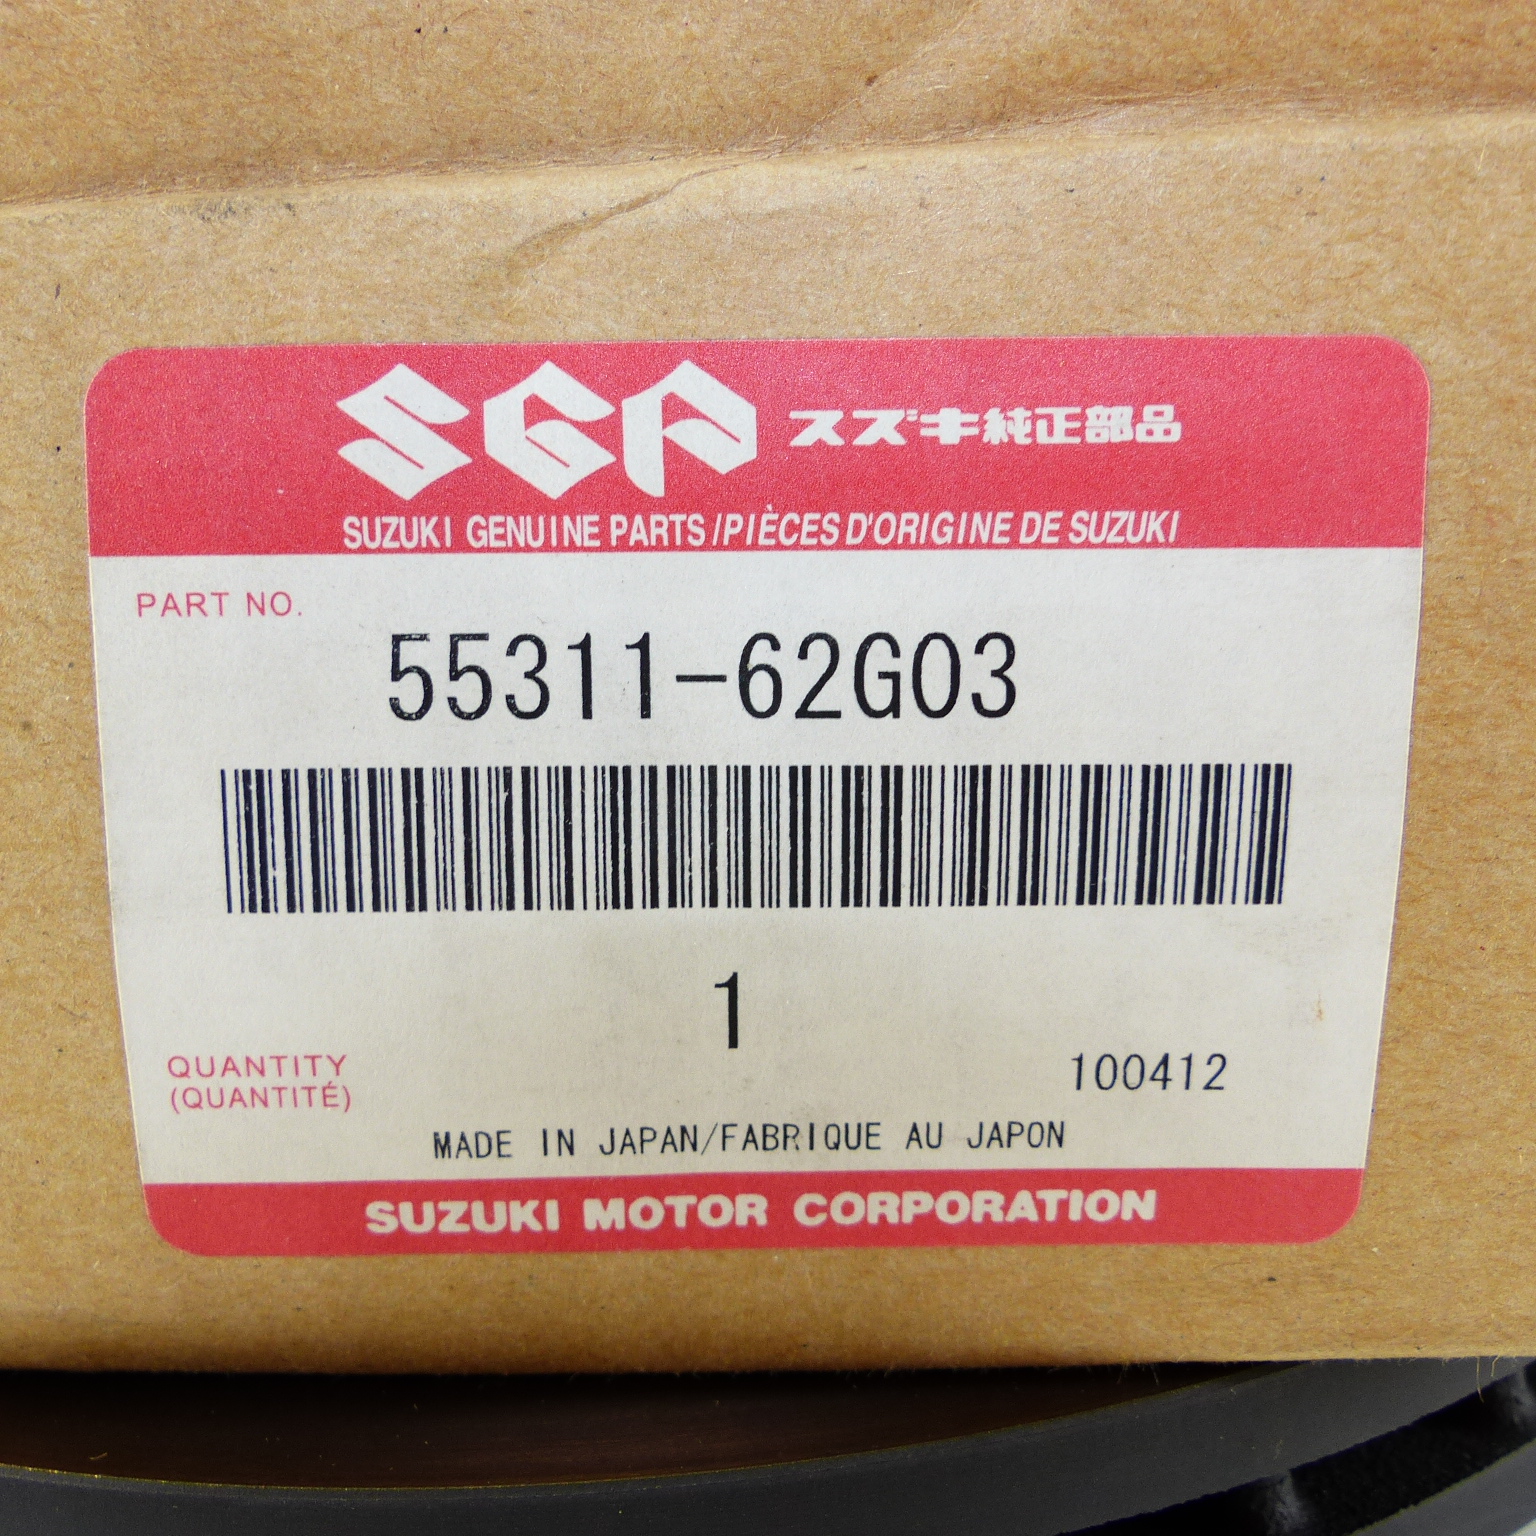 SGP スズキ純正部品
SUZUKI GENUINE PARTS/PIÈCES D'ORIGINE DE SUZUKI
PART NO.
55311-62G03
1
QUANTITY
(QUANTITÉ)
100412
MADE IN JAPAN/FABRIQUE AU JAPON
SUZUKI MOTOR CORPORATION